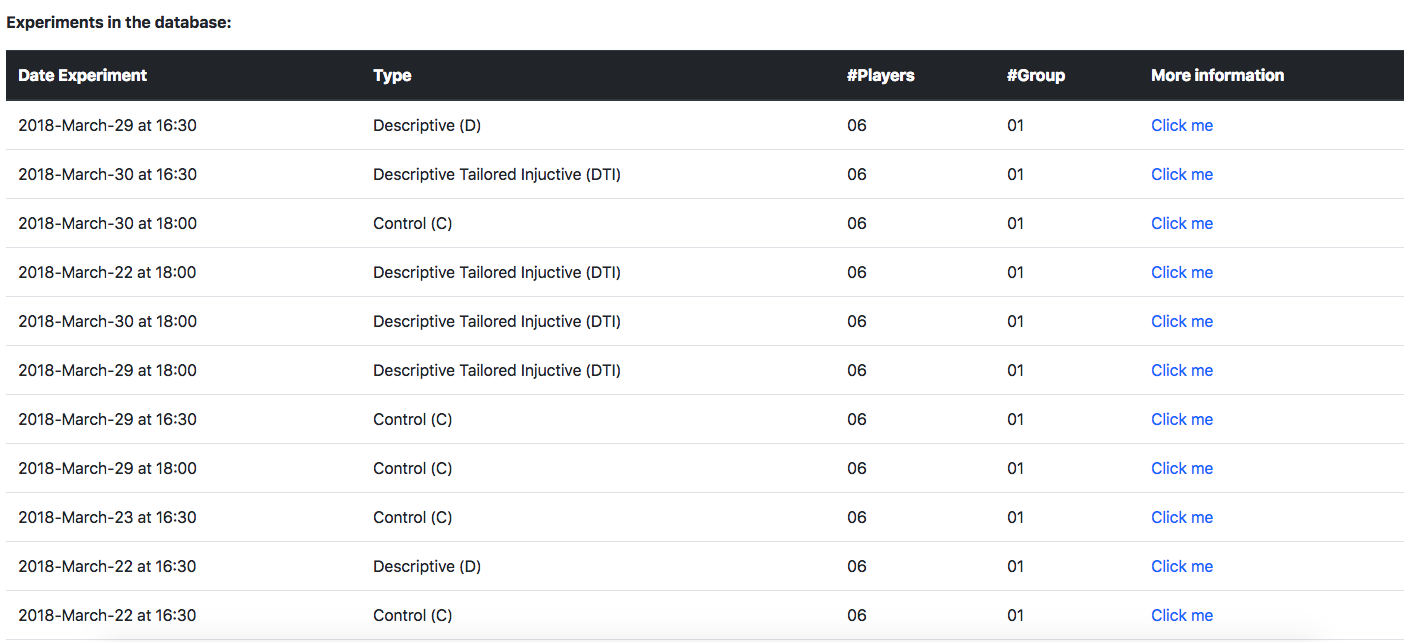 Experiments in the database:
Date Experiment Type #Players #Group More information
2018-March-29 at 16:30 Descriptive (D) 06 01 Click me
2018-March-30 at 16:30 Descriptive Tailored Injuctive (DTI) 06 01 Click me
2018-March-30 at 18:00 Control (C) 06 01 Click me
2018-March-22 at 18:00 Descriptive Tailored Injuctive (DTI) 06 01 Click me
2018-March-30 at 18:00 Descriptive Tailored Injuctive (DTI) 06 01 Click me
2018-March-29 at 18:00 Descriptive Tailored Injuctive (DTI) 06 01 Click me
2018-March-29 at 16:30 Control (C) 06 01 Click me
2018-March-29 at 18:00 Control (C) 06 01 Click me
2018-March-23 at 16:30 Control (C) 06 01 Click me
2018-March-22 at 16:30 Descriptive (D) 06 01 Click me
2018-March-22 at 16:30 Control (C) 06 01 Click me